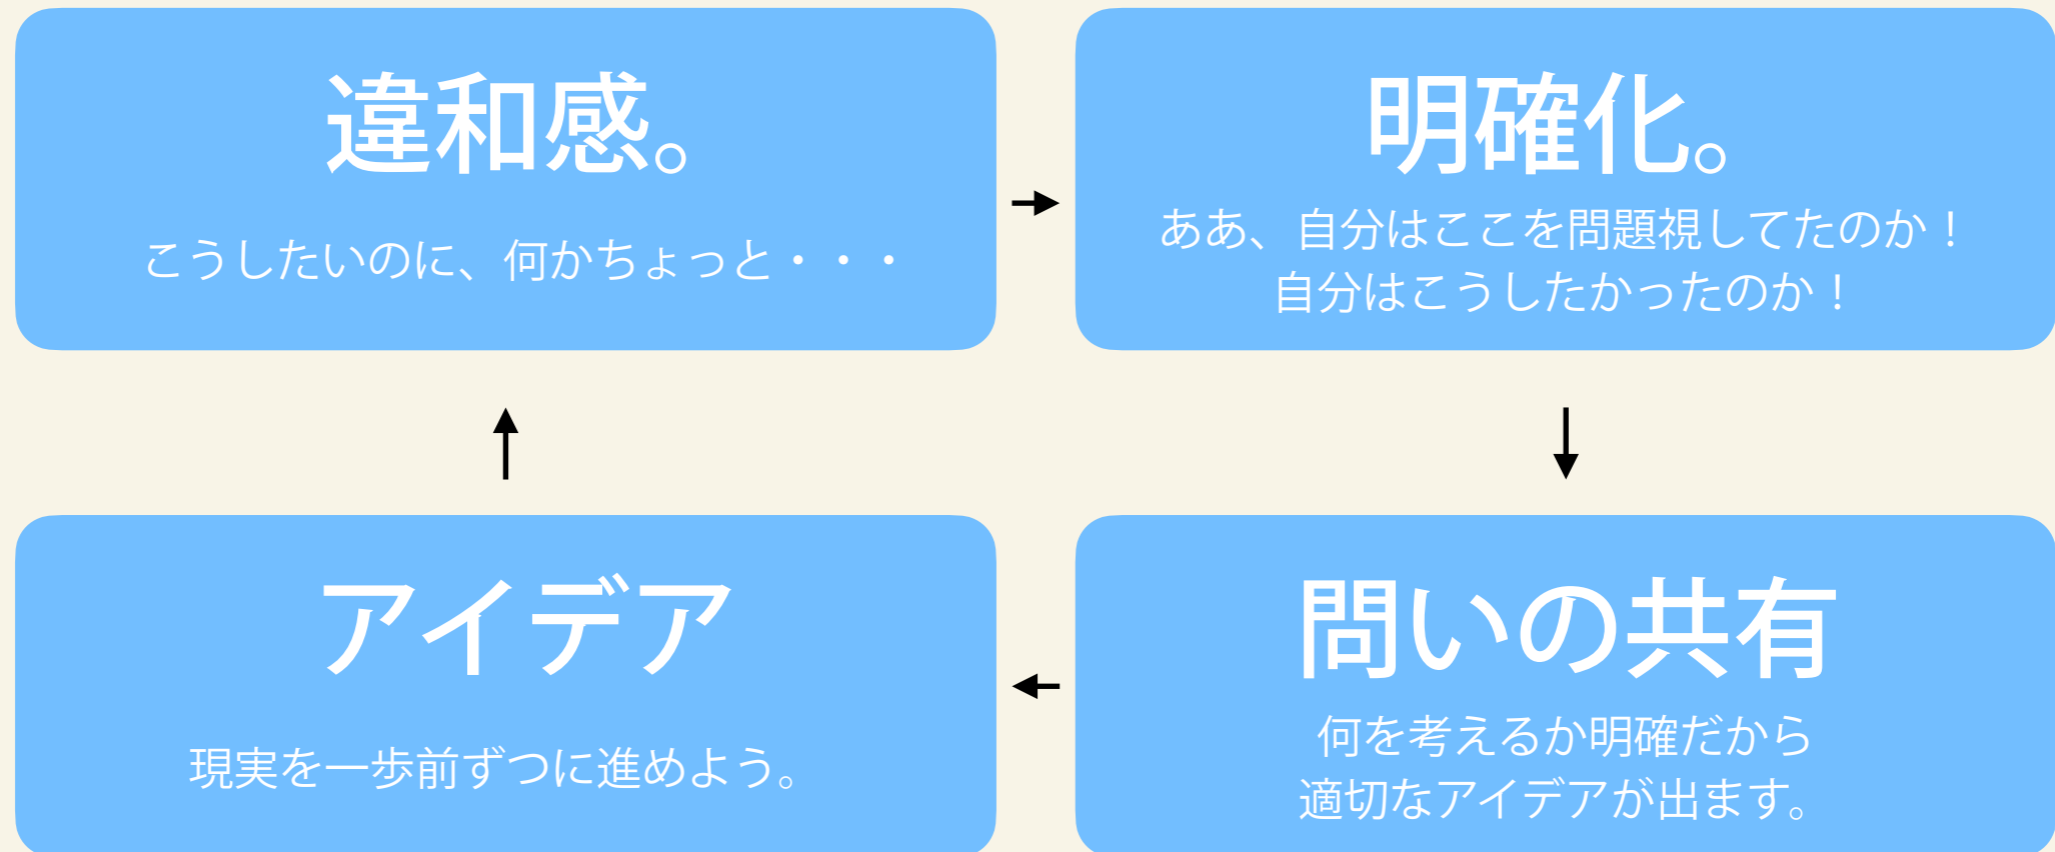 違和感。
こうしたいのに、何かちょっと・・・
明確化。
ああ、自分はここを問題視してたのか！
自分はこうしたかったのか！
アイデア
現実を一歩前ずつに進めよう。
問いの共有
何を考えるか明確だから
適切なアイデアが出ます。